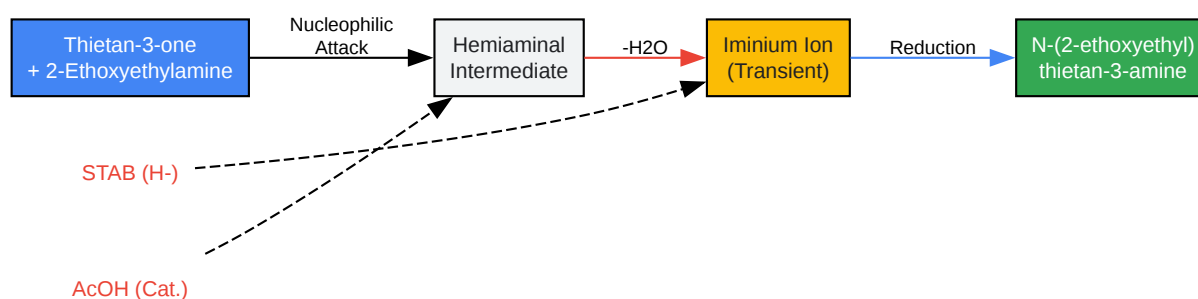 Thietan-3-one
+ 2-Ethoxyethylamine
Nucleophilic
Attack
Hemiaminal
Intermediate
-H2O
Iminium Ion
(Transient)
Reduction
N-(2-ethoxyethyl)
thietan-3-amine
STAB (H-)
AcOH (Cat.)